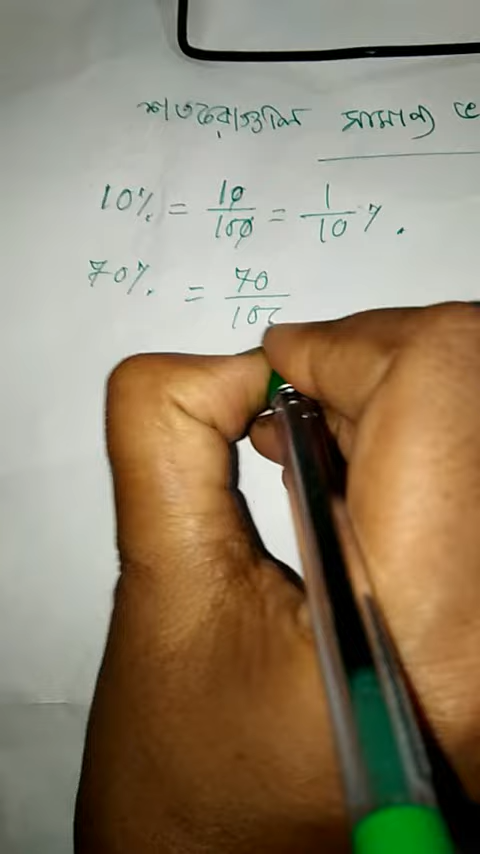 শতকরাগুলি সামান্য
10% = 10/100 = 1/10 %.
70% = 70/100